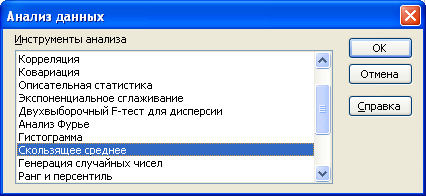 Анализ данных
Инструменты анализа
Корреляция
Ковариация
Описательная статистика
Экспоненциальное сглаживание
Двухвыборочный F-тест для дисперсии
Анализ Фурье
Гистограмма
Скользящее среднее
Генерация случайных чисел
Ранг и персентиль
OK
Отмена
Справка